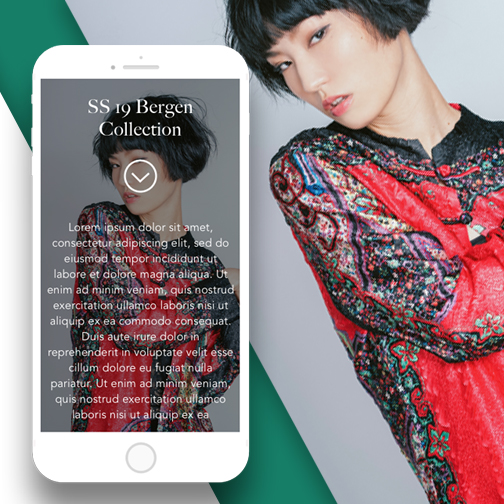 SS 19 Bergen
Collection
Lorem ipsum dolor sit amet,
consectetur adipiscing elit, sed do
eiusmod tempor incididunt ut
labore et dolore magna aliqua. Ut
enim ad minim veniam, quis nostrud
exercitation ullamco laboris nisi ut
aliquip ex ea commodo consequat.
Duis aute irure dolor in
reprehenderit in voluptate velit esse
cillum dolore eu fugiat nulla
pariatur. Ut enim ad minim veniam,
quis nostrud exercitation ullamco
laboris nisi ut aliquip ex ea